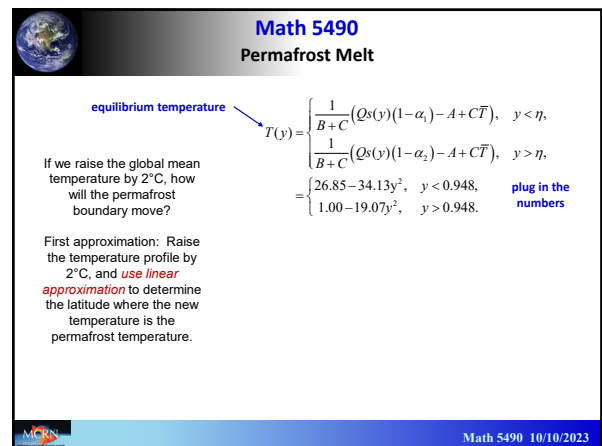 Math 5490
Permafrost Melt
equilibrium temperature
T(y) = { 1/(B+C) (Qs(y)(1−α₁)−A+CT̅), y < η,
1/(B+C) (Qs(y)(1−α₂)−A+CT̅), y > η,
= { 26.85−34.13y², y < 0.948,
1.00−19.07y², y > 0.948.
plug in the
numbers
If we raise the global mean
temperature by 2°C, how
will the permafrost
boundary move?
First approximation: Raise
the temperature profile by
2°C, and use linear
approximation to determine
the latitude where the new
temperature is the
permafrost temperature.
MCRN
Math 5490 10/10/2023